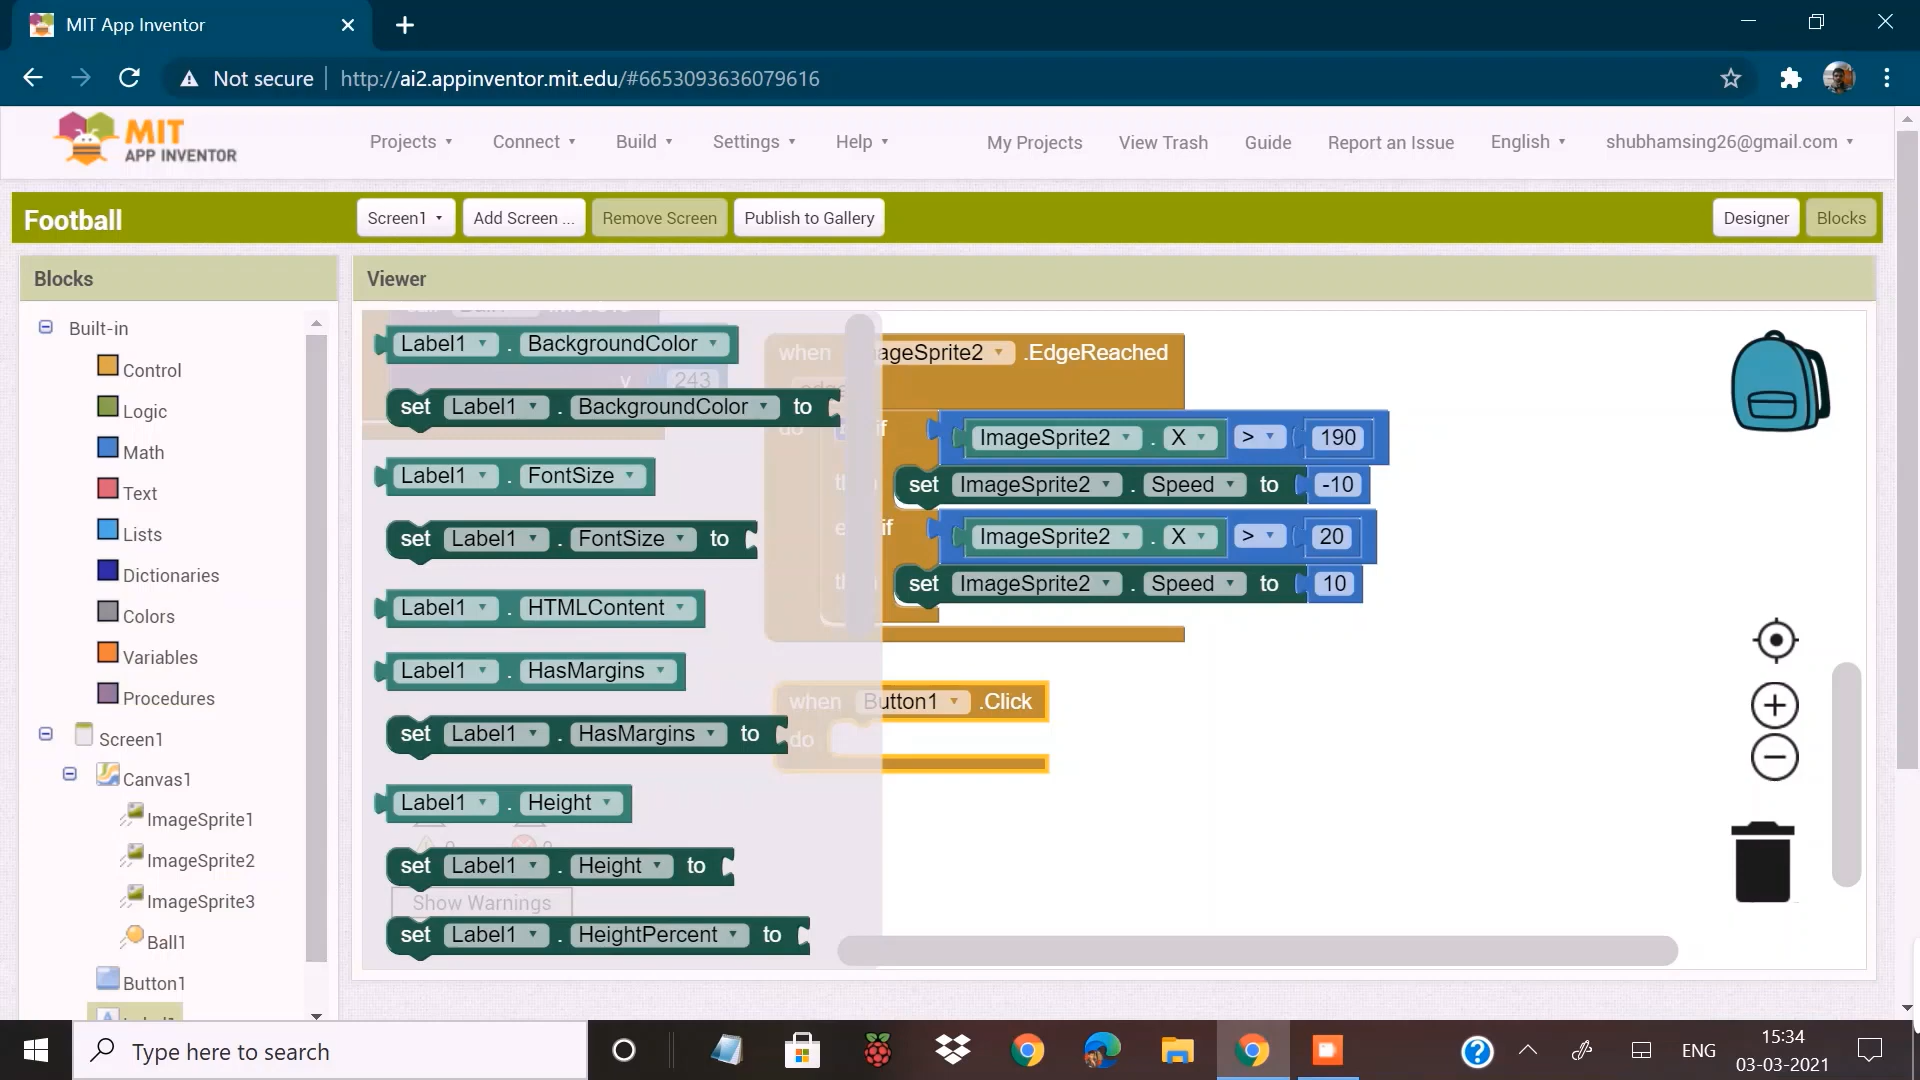 MIT App Inventor
Not secure http://ai2.appinventor.mit.edu/#6653093636079616
MIT
APP INVENTOR
Projects Connect Build Settings Help My Projects View Trash Guide Report an Issue English shubhamsing26@gmail.com
Football Screen1 Add Screen ... Remove Screen Publish to Gallery Designer Blocks
Blocks
Viewer
Built-in
Control
Logic
Math
Text
Lists
Dictionaries
Colors
Variables
Procedures
Screen1
Canvas1
ImageSprite1
ImageSprite2
ImageSprite3
Ball1
Button1
Label1 . BackgroundColor
set Label1 . BackgroundColor to
Label1 . FontSize
set Label1 . FontSize to
Label1 . HTMLContent
Label1 . HasMargins
set Label1 . HasMargins to
Label1 . Height
set Label1 . Height to
Show Warnings
set Label1 . HeightPercent to
y 243
when ageSprite2 .EdgeReached
do if ImageSprite2 . X > 190
set ImageSprite2 . Speed to -10
if ImageSprite2 . X > 20
set ImageSprite2 . Speed to 10
when Button1 .Click
do
Type here to search
ENG
15:34
03-03-2021